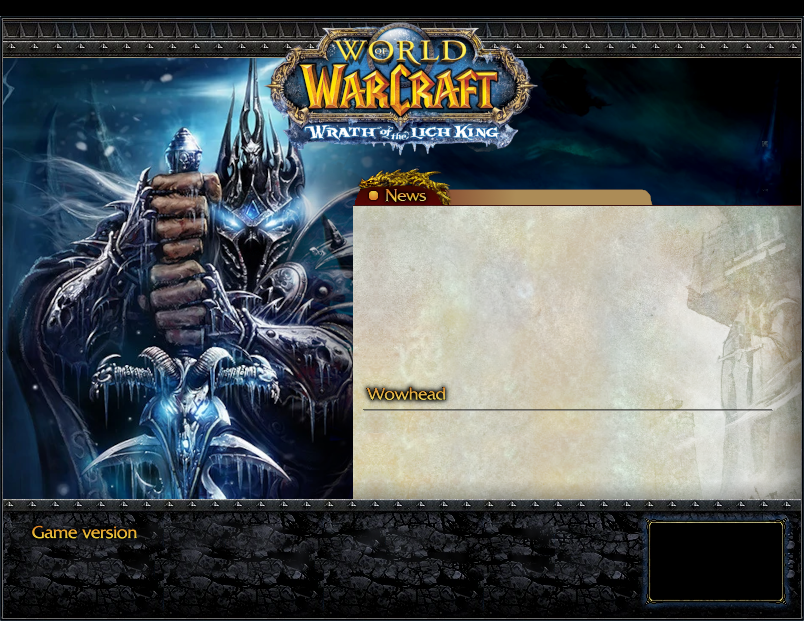 WORLD
OF
WARCRAFT
WRATH of the LICH KING
News
Wowhead
Game version